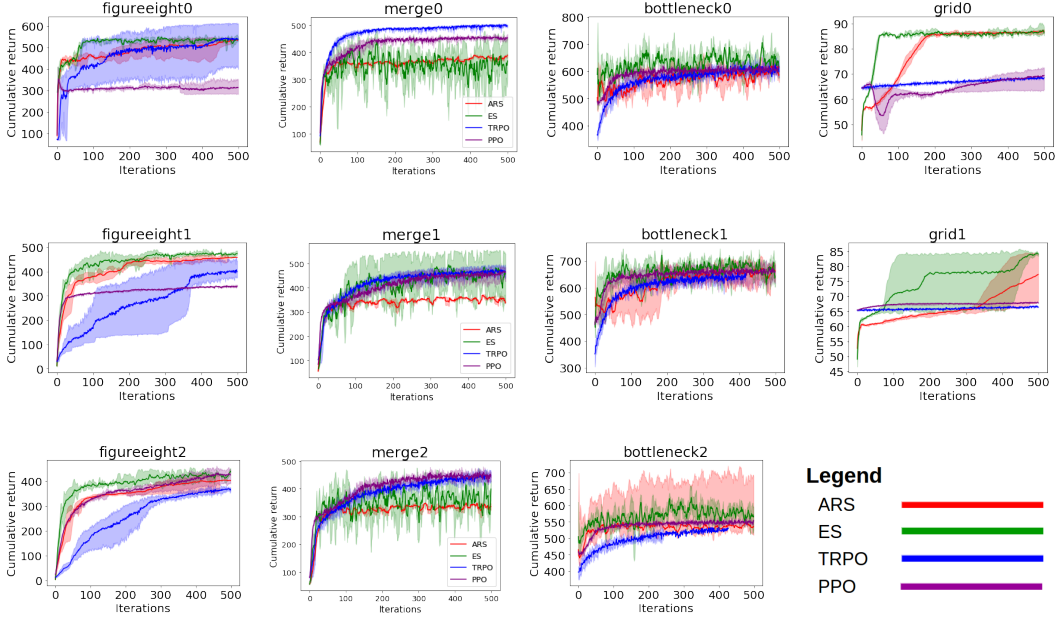 figureeight0
Cumulative return
600
500
400
300
200
100
0 100 200 300 400 500
Iterations
merge0
Cumulative return
500
400
300
200
100
0 100 200 300 400 500
Iterations
ARS
ES
TRPO
PPO
bottleneck0
Cumulative return
800
700
600
500
400
0 100 200 300 400 500
Iterations
grid0
Cumulative return
90
80
70
60
50
0 100 200 300 400 500
Iterations
figureeight1
Cumulative return
500
400
300
200
100
0
0 100 200 300 400 500
Iterations
merge1
Cumulative return
500
400
300
200
100
0 100 200 300 400 500
Iterations
ARS
ES
TRPO
PPO
bottleneck1
Cumulative return
700
600
500
400
300
0 100 200 300 400 500
Iterations
grid1
Cumulative return
85
80
75
70
65
60
55
50
45
0 100 200 300 400 500
Iterations
figureeight2
Cumulative return
400
300
200
100
0
0 100 200 300 400 500
Iterations
merge2
Cumulative return
500
400
300
200
100
0 100 200 300 400 500
Iterations
ARS
ES
TRPO
PPO
bottleneck2
Cumulative return
700
650
600
550
500
450
400
0 100 200 300 400 500
Iterations
Legend
ARS
ES
TRPO
PPO